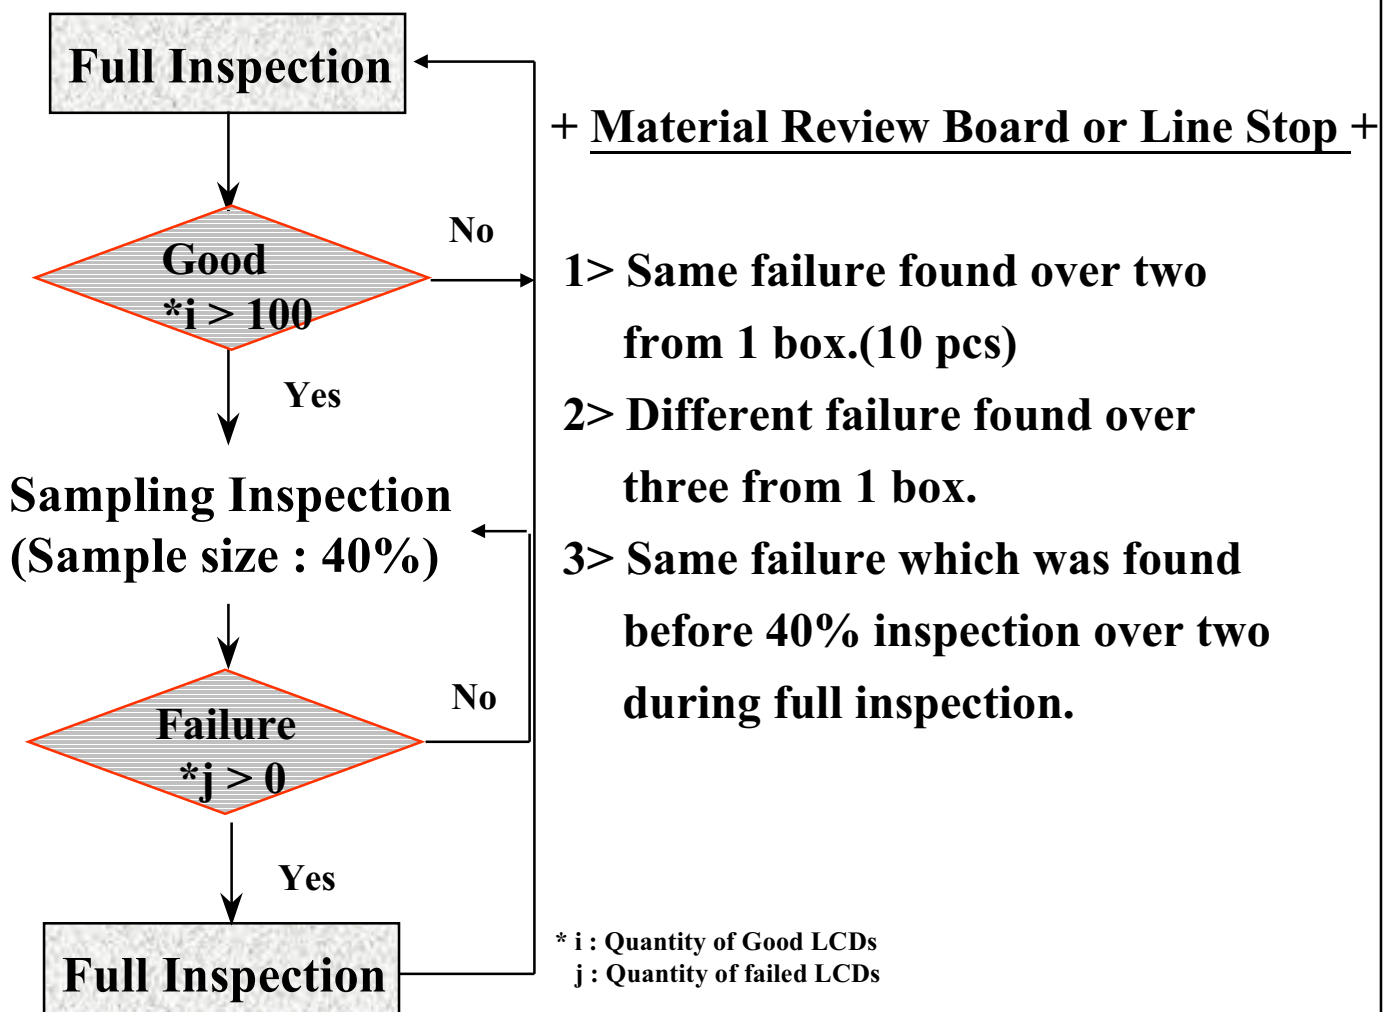 Full Inspection
Good
*i > 100
No
Yes
Sampling Inspection
(Sample size : 40%)
Failure
*j > 0
No
Yes
Full Inspection
+ Material Review Board or Line Stop +
1> Same failure found over two
from 1 box.(10 pcs)
2> Different failure found over
three from 1 box.
3> Same failure which was found
before 40% inspection over two
during full inspection.
* i : Quantity of Good LCDs
j : Quantity of failed LCDs